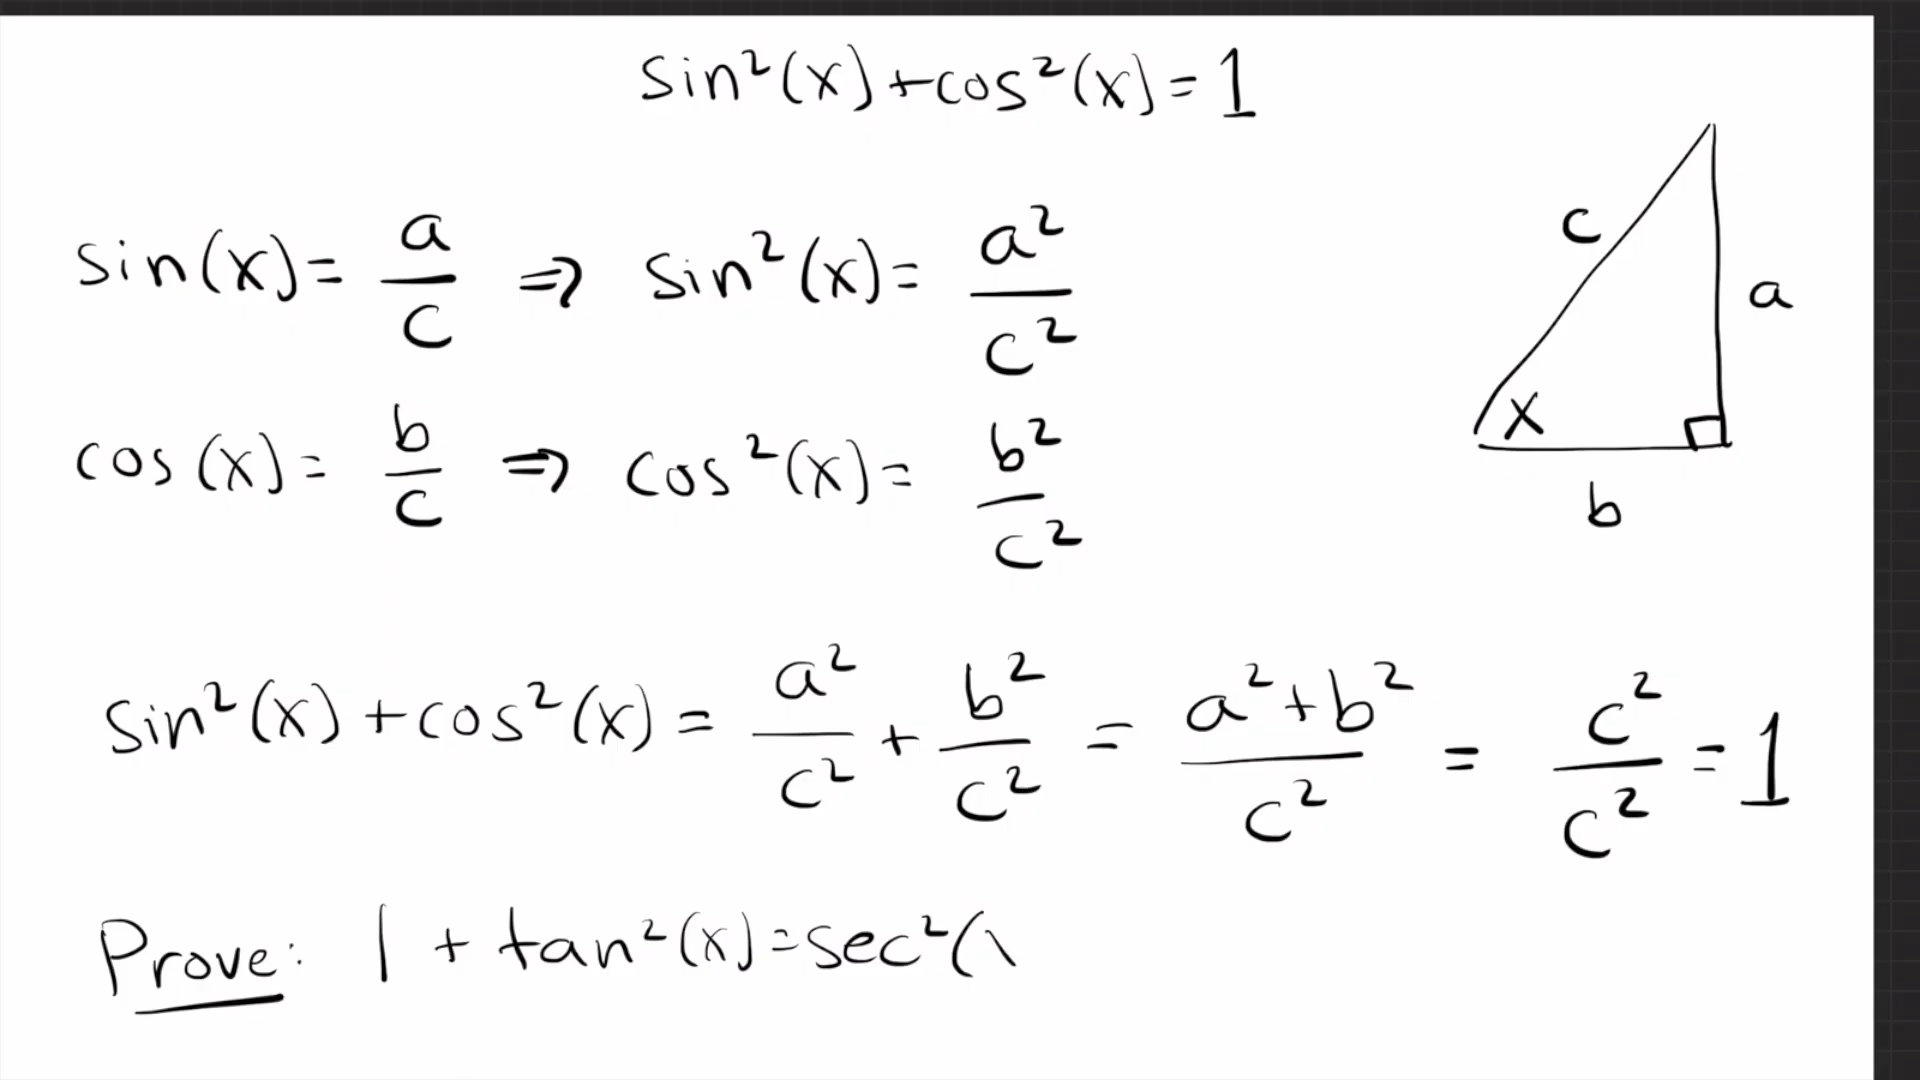 sin²(x)+cos²(x)=1
sin(x)= a/c ⇒ sin²(x)= a²/c²
c
a
cos(x)= b/c ⇒ cos²(x)= b²/c²
x
b
sin²(x)+cos²(x)= a²/c² + b²/c² = a²+b²/c² = c²/c² =1
Prove: 1 + tan²(x)=sec²(